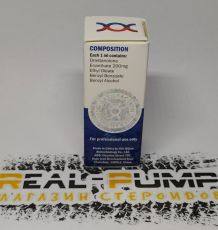 COMPOSITION
Each 1 ml contains:
Drostanolone
Enanthate 200mg
Ethyl Oleate
Benzyl Benzoate
Benzyl Alcohol
For professional use only
REAL-PUMP
МАГАЗИН СТЕРОИДОВ